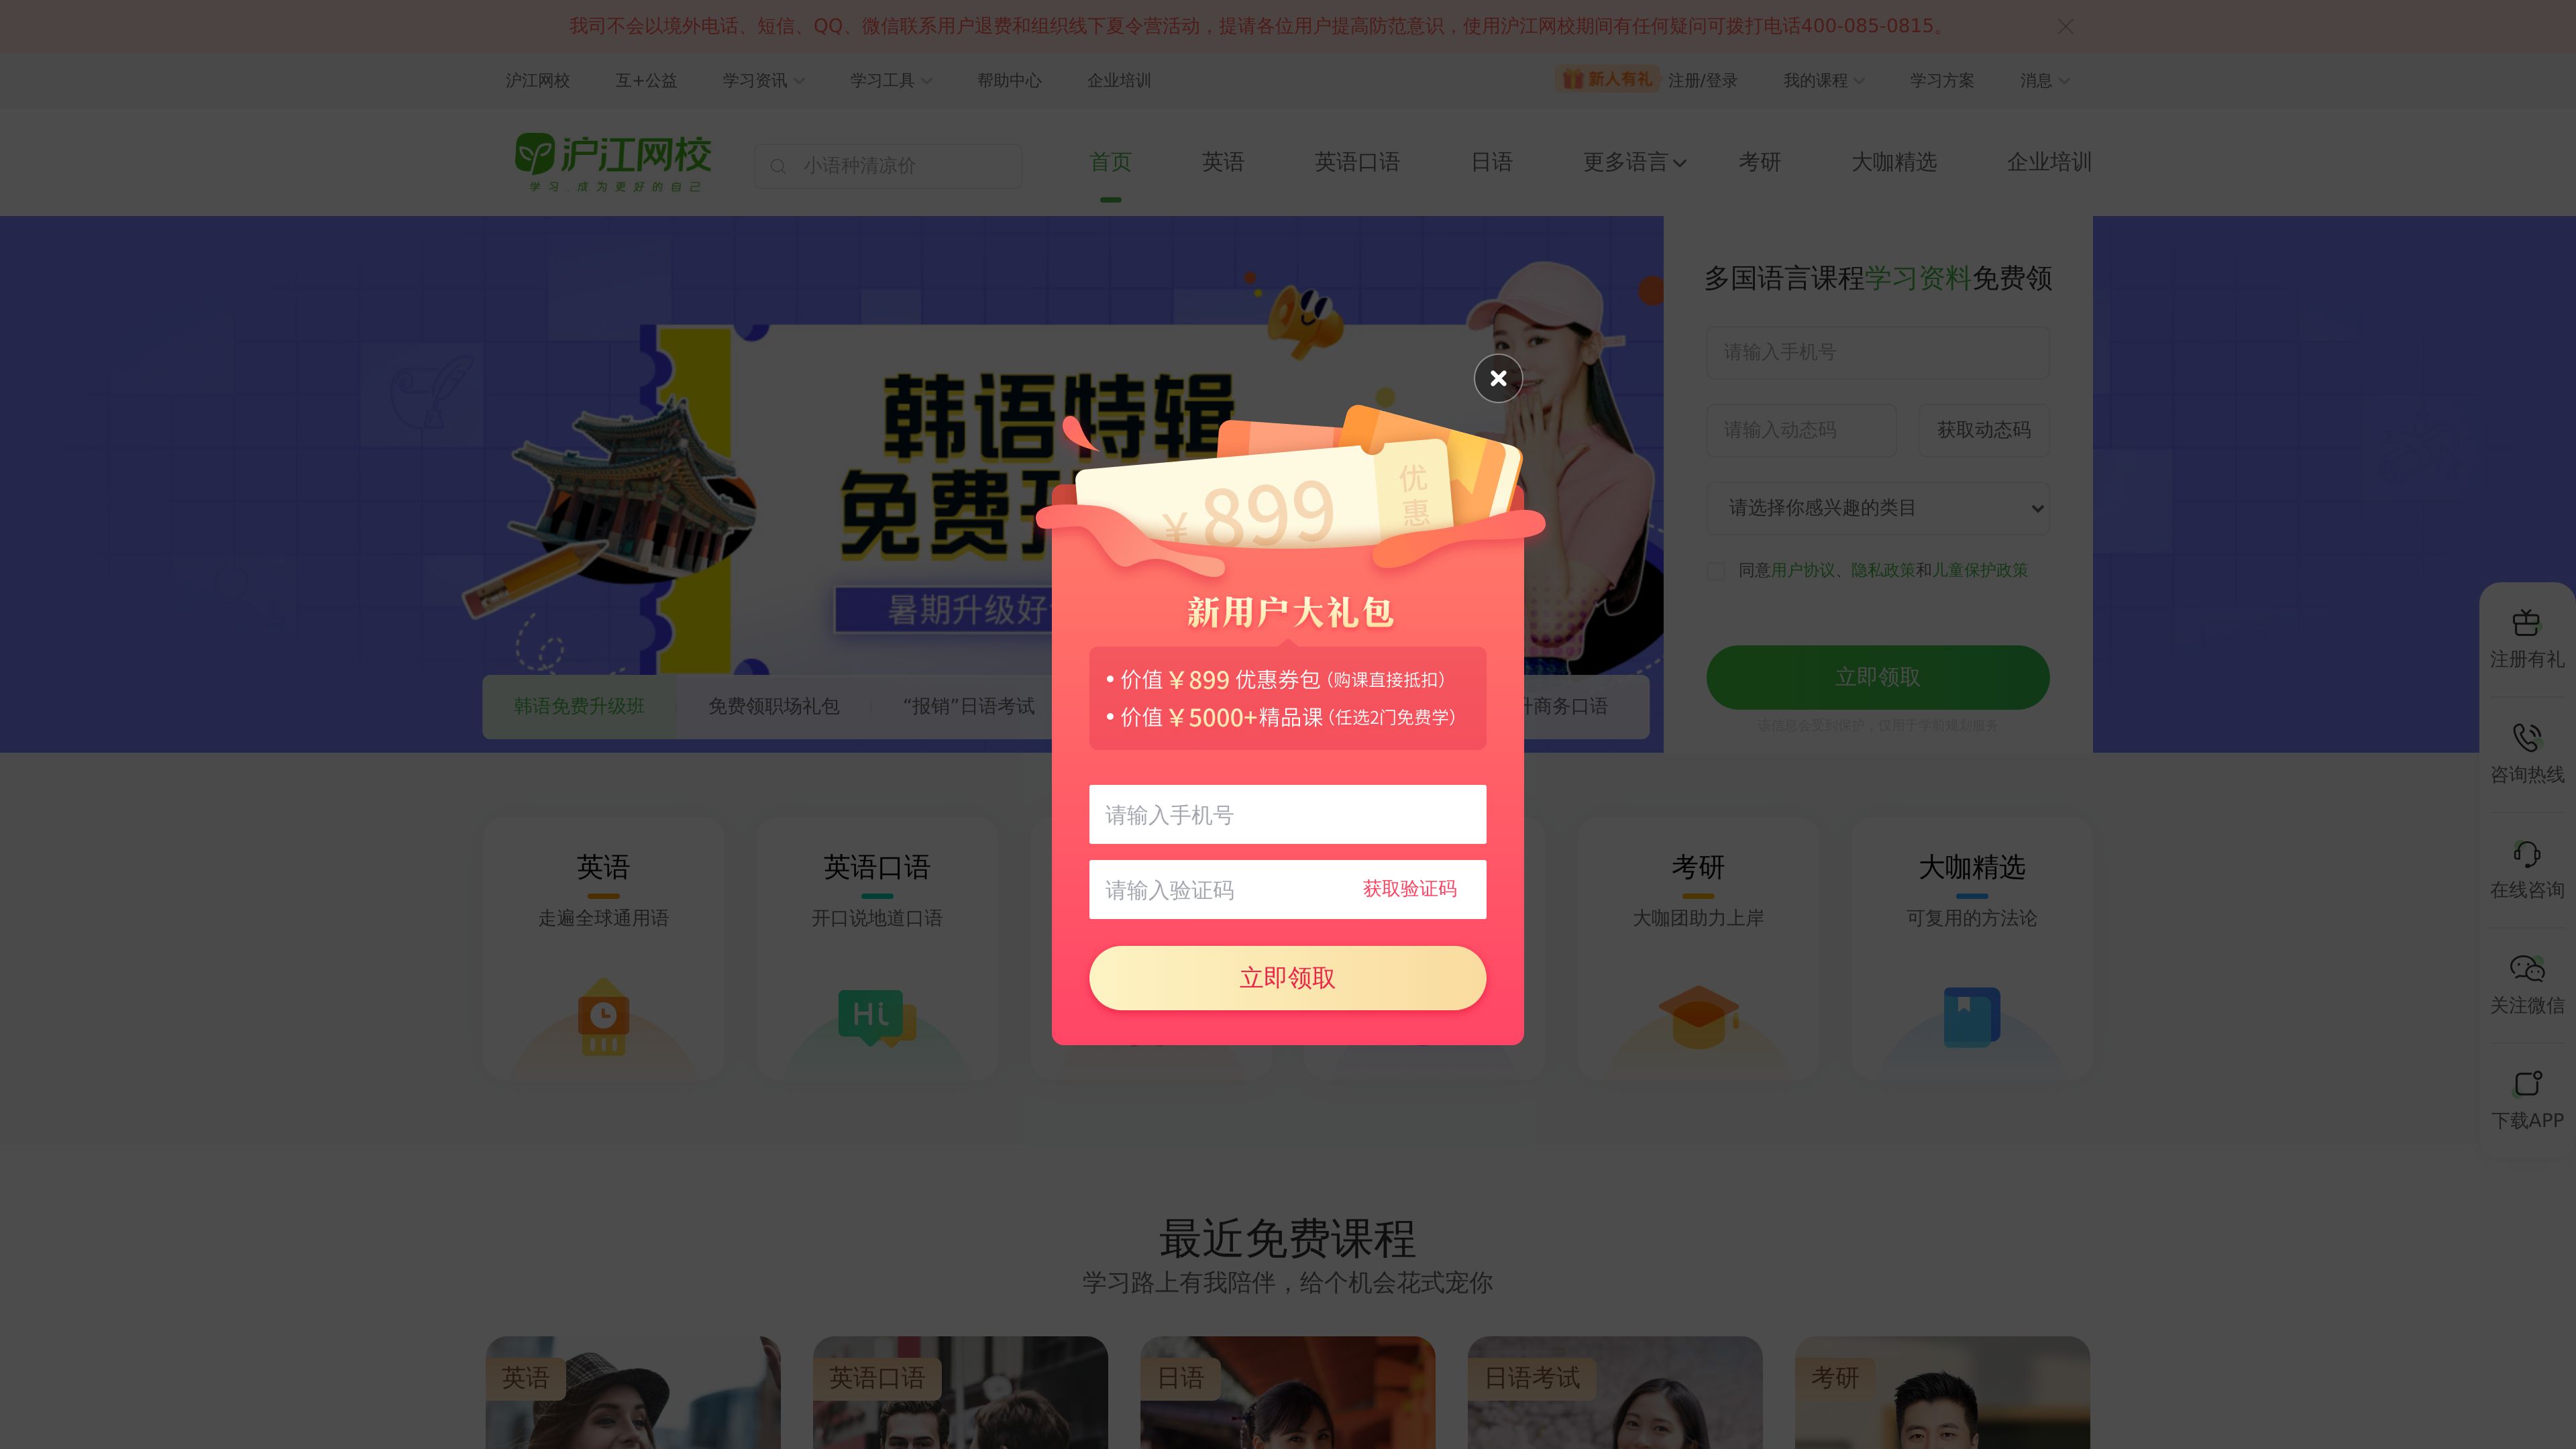 我司不会以境外电话、短信、QQ、微信联系用户退费和组织线下夏令营活动，提请各位用户提高防范意识，使用沪江网校期间有任何疑问可拨打电话400-085-0815。
沪江网校 互+公益 学习资讯 学习工具 帮助中心 企业培训 新人有礼 注册/登录 我的课程 学习方案 消息
沪江网校
学习，成为更好的自己
小语种清凉价
首页 英语 英语口语 日语 更多语言 考研 大咖精选 企业培训
韩语特辑
免费升
暑期升级好
韩语免费升级班 免费领职场礼包 “报销”日语考试 升商务口语
多国语言课程学习资料免费领
请输入手机号
请输入动态码 获取动态码
请选择你感兴趣的类目
同意用户协议、隐私政策和儿童保护政策
立即领取
该信息会受到保护，仅用于学前规划服务
¥899
优惠
新用户大礼包
• 价值¥899 优惠券包（购课直接抵扣）
• 价值¥5000+精品课（任选2门免费学）
请输入手机号
请输入验证码 获取验证码
立即领取
注册有礼
咨询热线
在线咨询
关注微信
下载APP
英语
走遍全球通用语
英语口语
开口说地道口语
Hi
考研
大咖团助力上岸
大咖精选
可复用的方法论
最近免费课程
学习路上有我陪伴，给个机会花式宠你
英语 英语口语 日语 日语考试 考研